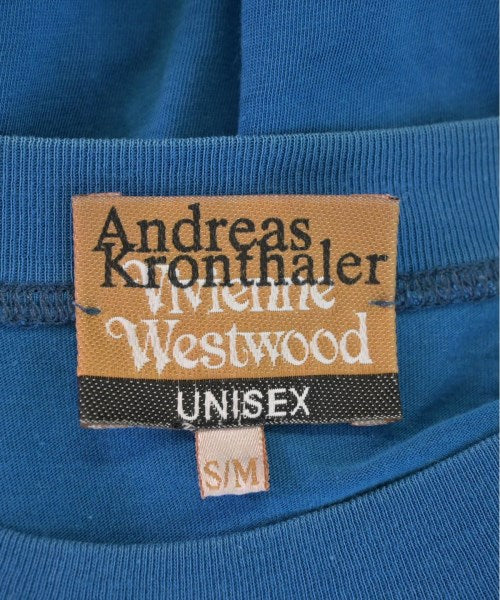 Andreas
Kronthaler
Vivienne
Westwood
UNISEX
S/M